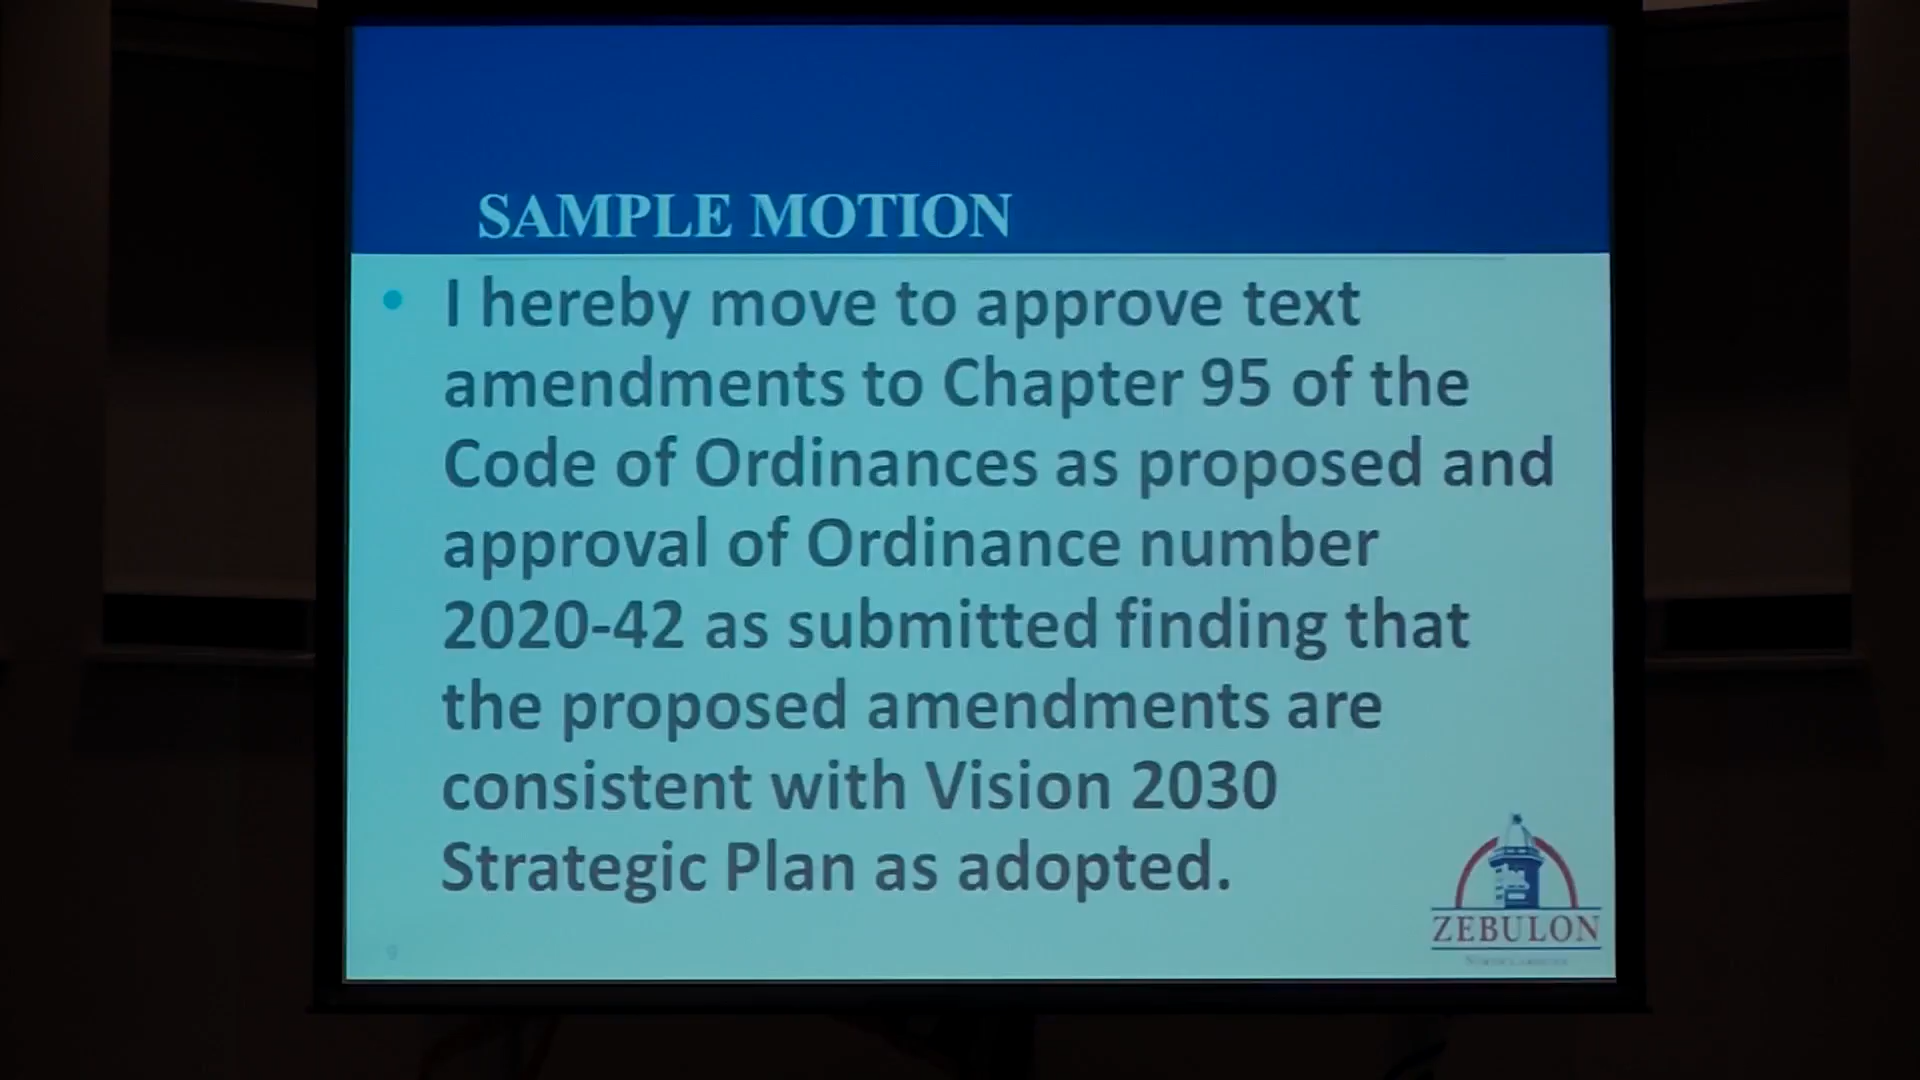 SAMPLE MOTION
• I hereby move to approve text
amendments to Chapter 95 of the
Code of Ordinances as proposed and
approval of Ordinance number
2020-42 as submitted finding that
the proposed amendments are
consistent with Vision 2030
Strategic Plan as adopted.
ZEBULON
9